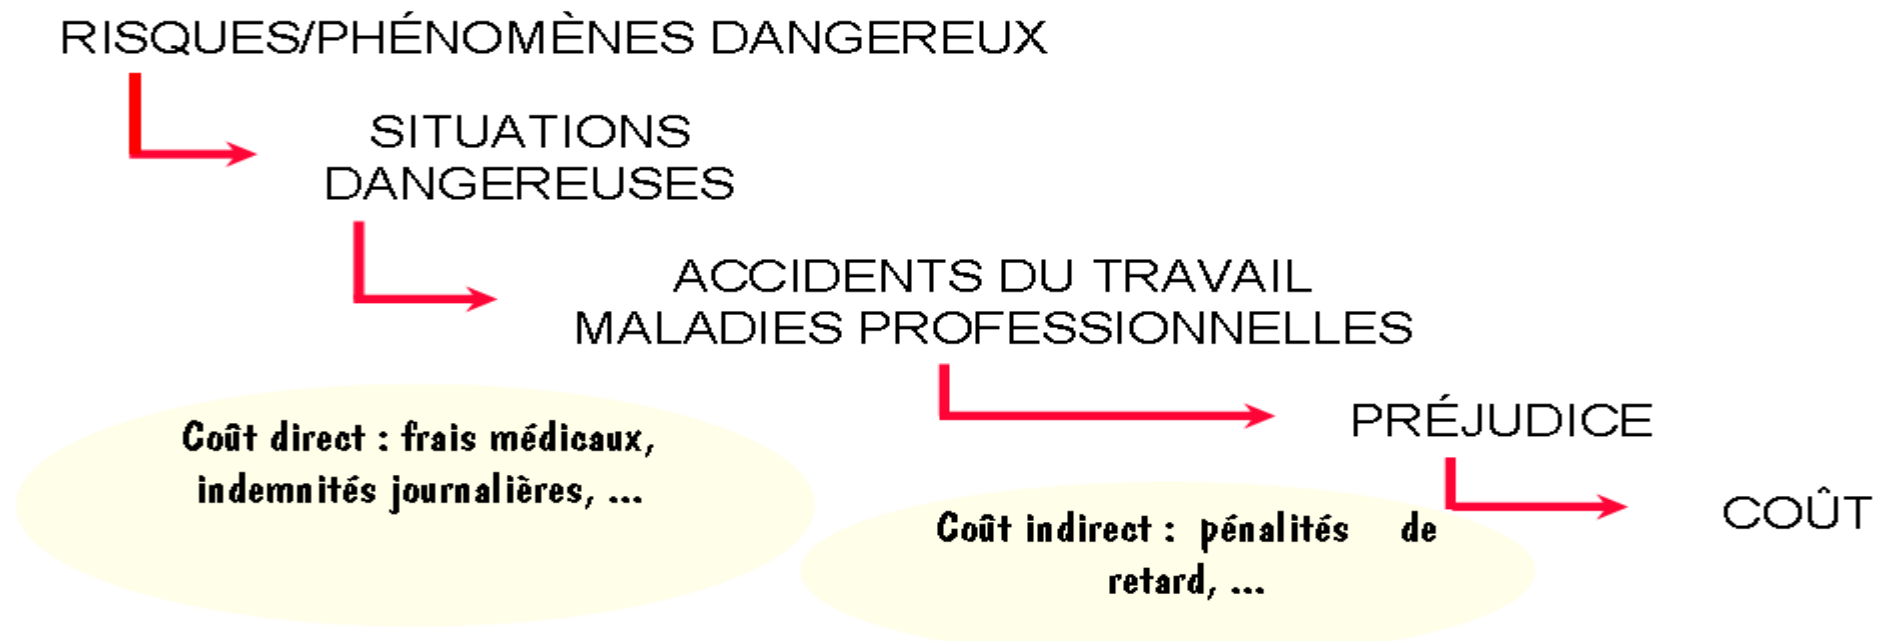 RISQUES/PHÉNOMÈNES DANGEREUX
SITUATIONS
DANGEREUSES
ACCIDENTS DU TRAVAIL
MALADIES PROFESSIONNELLES
PRÉJUDICE
COÛT
Coût direct : frais médicaux,
indemnités journalières, ...
Coût indirect : pénalités de
retard, ...